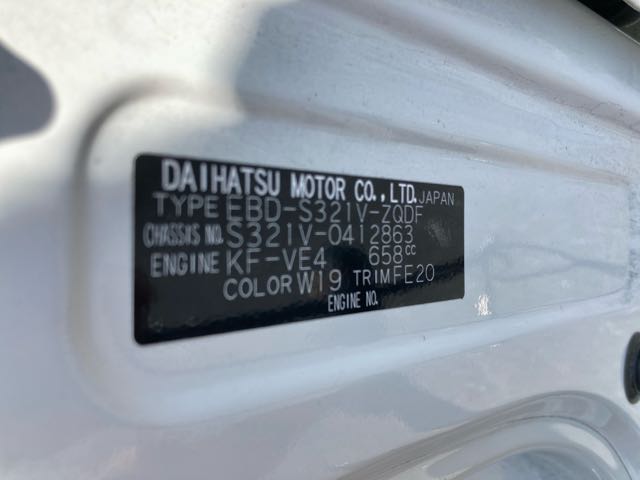 DAIHATSU MOTOR CO.,LTD. JAPAN
TYPE EBD-S321V-ZQDF
CHASSIS NO. S321V-0412863
ENGINE KF-VE4 658cc
COLOR W19 TRIM FE20
ENGINE NO.